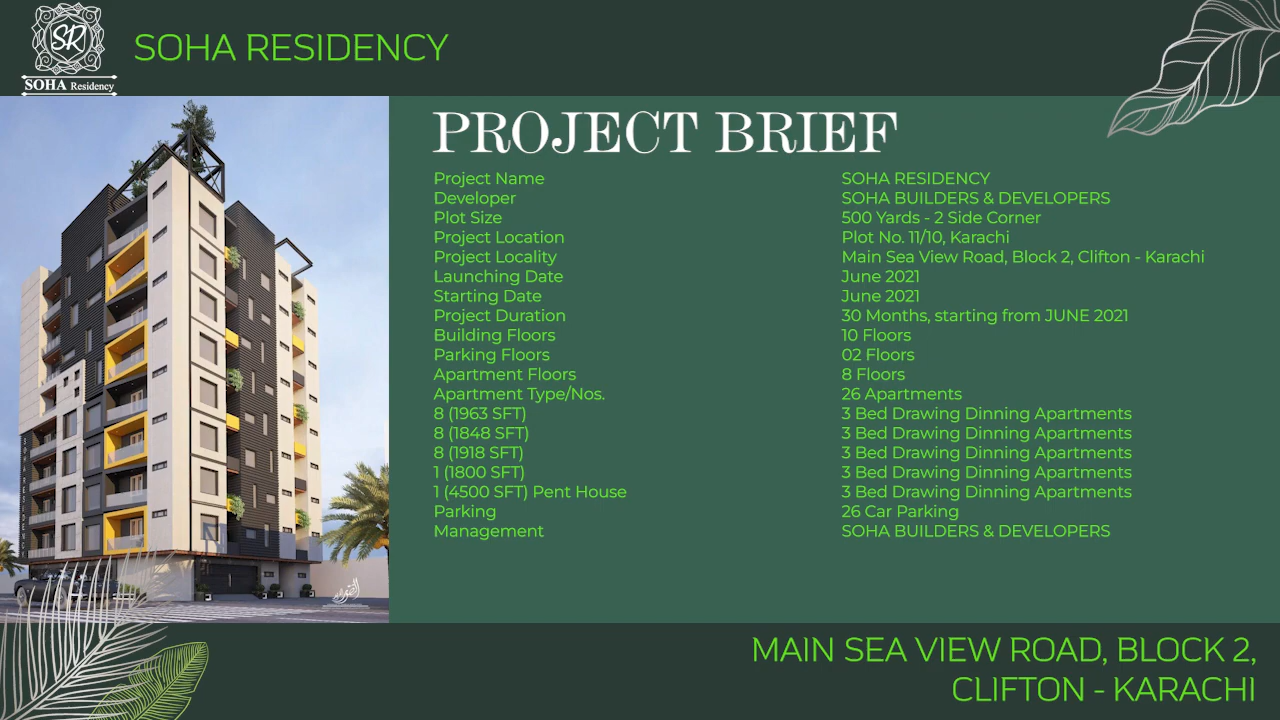 SR
SOHA Residency
SOHA RESIDENCY
PROJECT BRIEF
Project Name SOHA RESIDENCY
Developer SOHA BUILDERS & DEVELOPERS
Plot Size 500 Yards - 2 Side Corner
Project Location Plot No. 11/10, Karachi
Project Locality Main Sea View Road, Block 2, Clifton - Karachi
Launching Date June 2021
Starting Date June 2021
Project Duration 30 Months, starting from JUNE 2021
Building Floors 10 Floors
Parking Floors 02 Floors
Apartment Floors 8 Floors
Apartment Type/Nos. 26 Apartments
8 (1963 SFT) 3 Bed Drawing Dinning Apartments
8 (1848 SFT) 3 Bed Drawing Dinning Apartments
8 (1918 SFT) 3 Bed Drawing Dinning Apartments
1 (1800 SFT) 3 Bed Drawing Dinning Apartments
1 (4500 SFT) Pent House 3 Bed Drawing Dinning Apartments
Parking 26 Car Parking
Management SOHA BUILDERS & DEVELOPERS
SOHA RESIDENCY
MAIN SEA VIEW ROAD, BLOCK 2,
CLIFTON - KARACHI